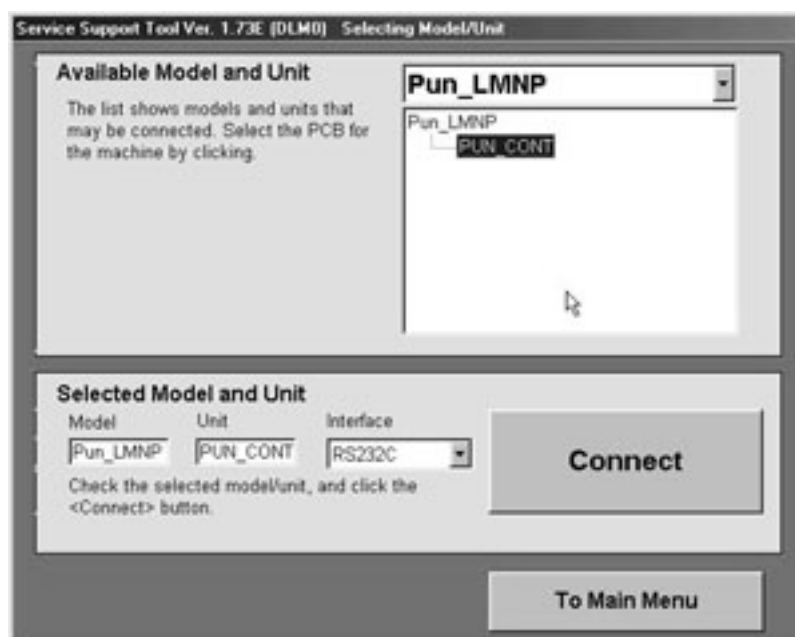 Service Support Tool Ver. 1.73E (DLM0) Selecting Model/Unit
Available Model and Unit
The list shows models and units that
may be connected. Select the PCB for
the machine by clicking.
Pun_LMNP
Pun_LMNP
PUN_CONT
Selected Model and Unit
Model Unit Interface
Pun_LMNP PUN_CONT RS232C
Check the selected model/unit, and click the
<Connect> button.
Connect
To Main Menu